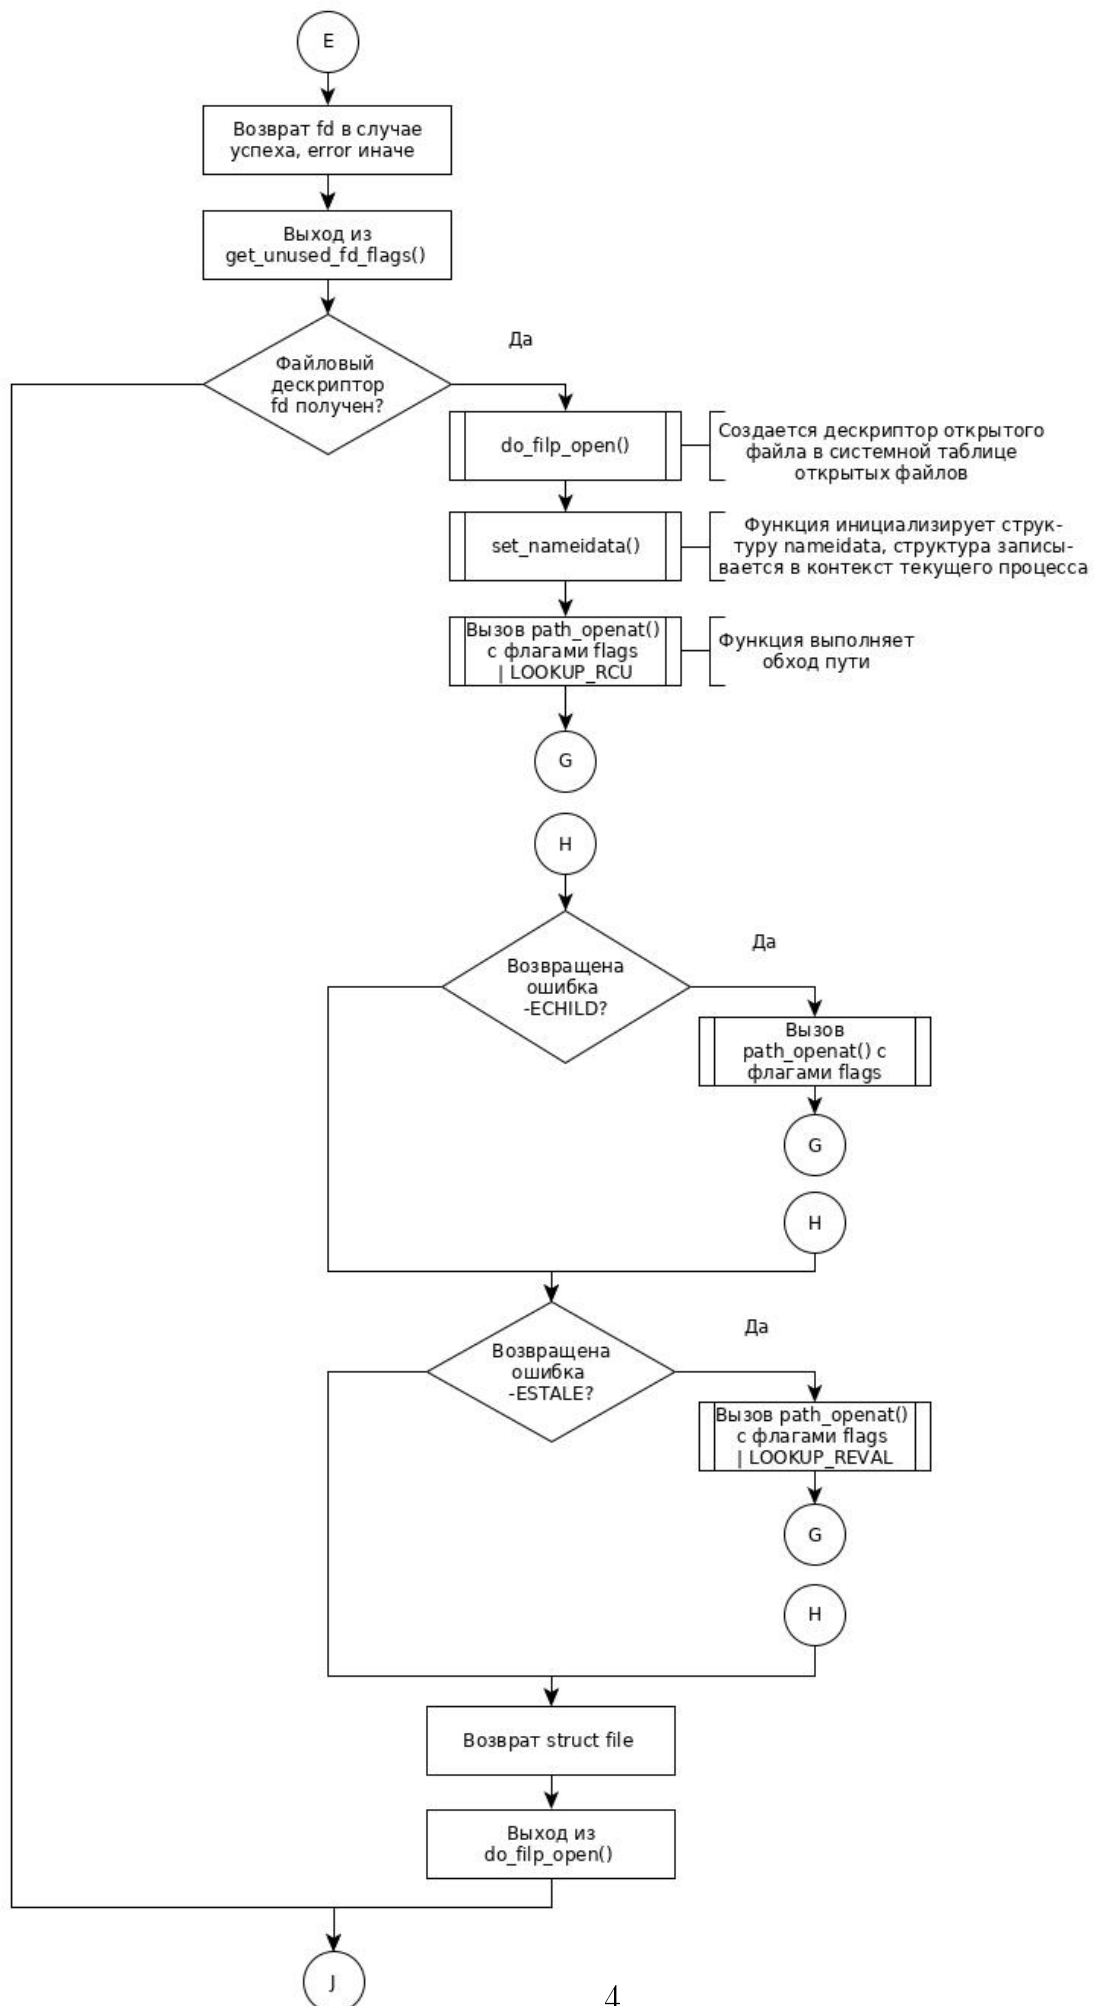 E
Возврат fd в случае
успеха, error иначе
Выход из
get_unused_fd_flags()
Да
Файловый
дескриптор
fd получен?
do_filp_open()
Создается дескриптор открытого
файла в системной таблице
открытых файлов
set_nameidata()
Функция инициализирует струк-
туру nameidata, структура записы-
вается в контекст текущего процесса
Вызов path_openat()
с флагами flags
| LOOKUP_RCU
Функция выполняет
обход пути
G
H
Да
Возвращена
ошибка
-ECHILD?
Вызов
path_openat() с
флагами flags
G
H
Да
Возвращена
ошибка
-ESTALE?
Вызов path_openat()
с флагами flags
| LOOKUP_REVAL
G
H
Возврат struct file
Выход из
do_filp_open()
J
4